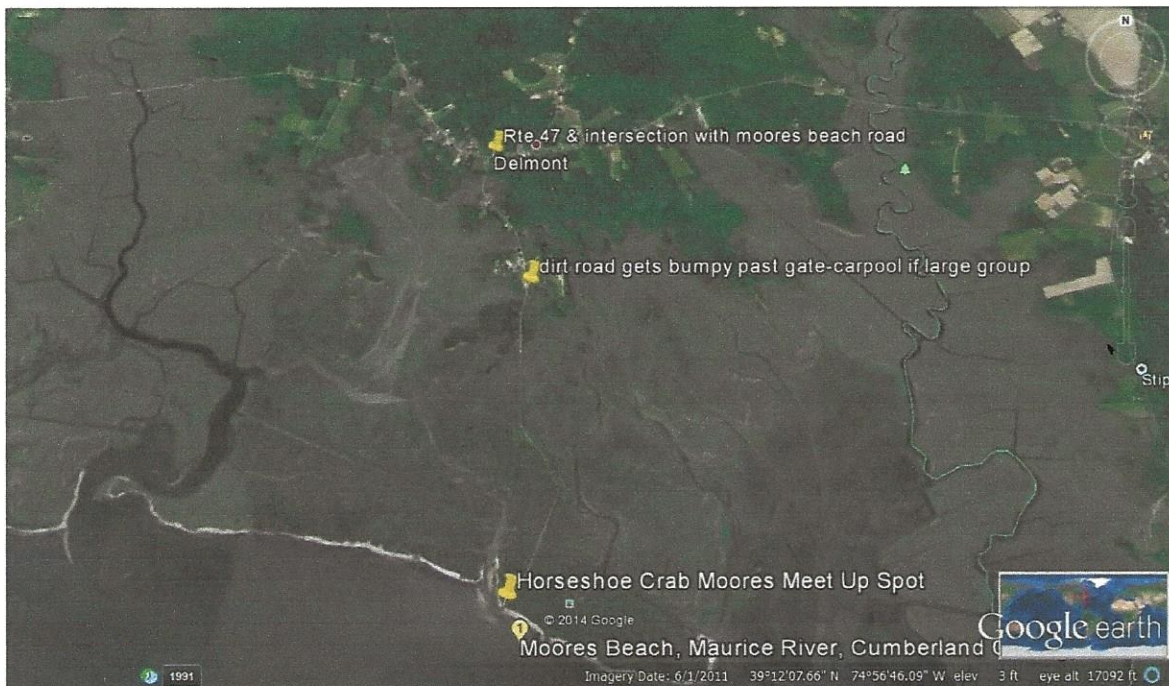 N
Rte 47 & intersection with moores beach road
Delmont
dirt road gets bumpy past gate-carpool if large group
Stip
Horseshoe Crab Moores Meet Up Spot
© 2014 Google
1
Moores Beach, Maurice River, Cumberland C
Google earth
1991
Imagery Date: 6/1/2011 39°12'07.66" N 74°56'46.09" W elev 3 ft eye alt 17092 ft